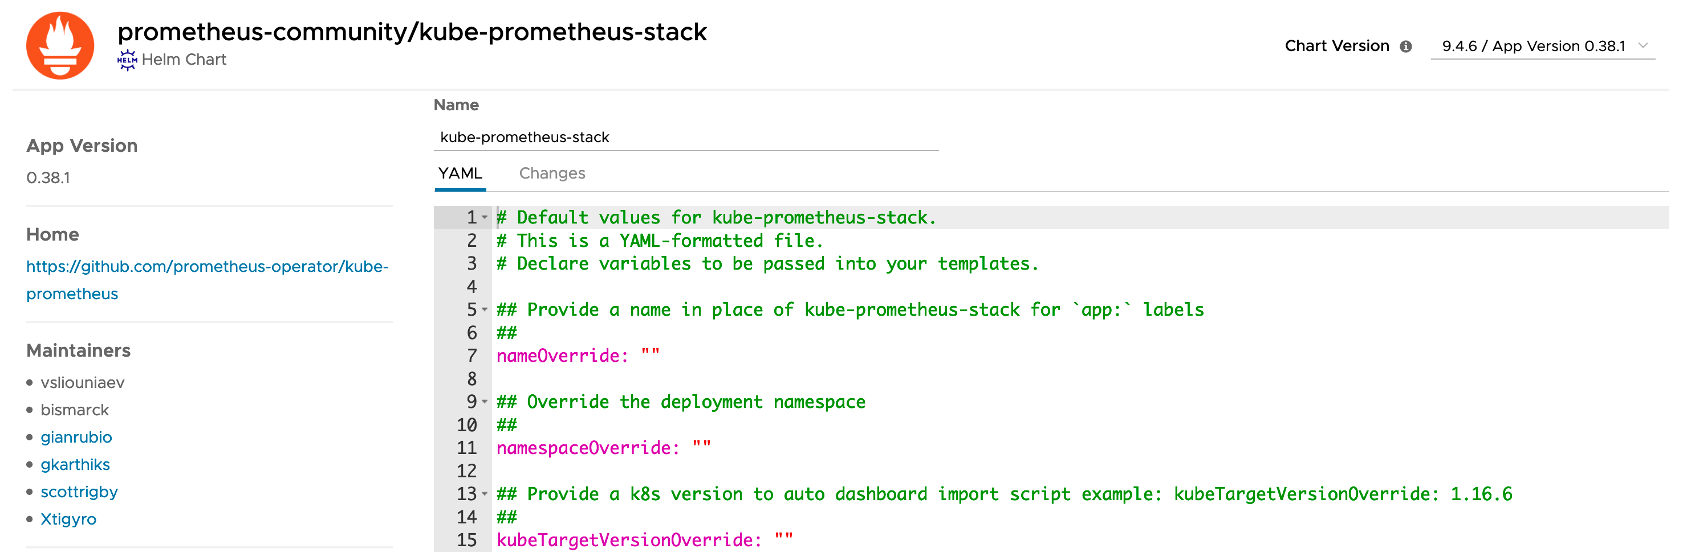 prometheus-community/kube-prometheus-stack
HELM Helm Chart
Chart Version 9.4.6 / App Version 0.38.1
App Version
0.38.1
Home
https://github.com/prometheus-operator/kube-
prometheus
Maintainers
vsliouniaev
bismarck
gianrubio
gkarthiks
scottrigby
Xtigyro
Name
kube-prometheus-stack
YAML Changes
1 # Default values for kube-prometheus-stack.
2 # This is a YAML-formatted file.
3 # Declare variables to be passed into your templates.
4
5 ## Provide a name in place of kube-prometheus-stack for `app:` labels
6 ##
7 nameOverride: ""
8
9 ## Override the deployment namespace
10 ##
11 namespaceOverride: ""
12
13 ## Provide a k8s version to auto dashboard import script example: kubeTargetVersionOverride: 1.16.6
14 ##
15 kubeTargetVersionOverride: ""